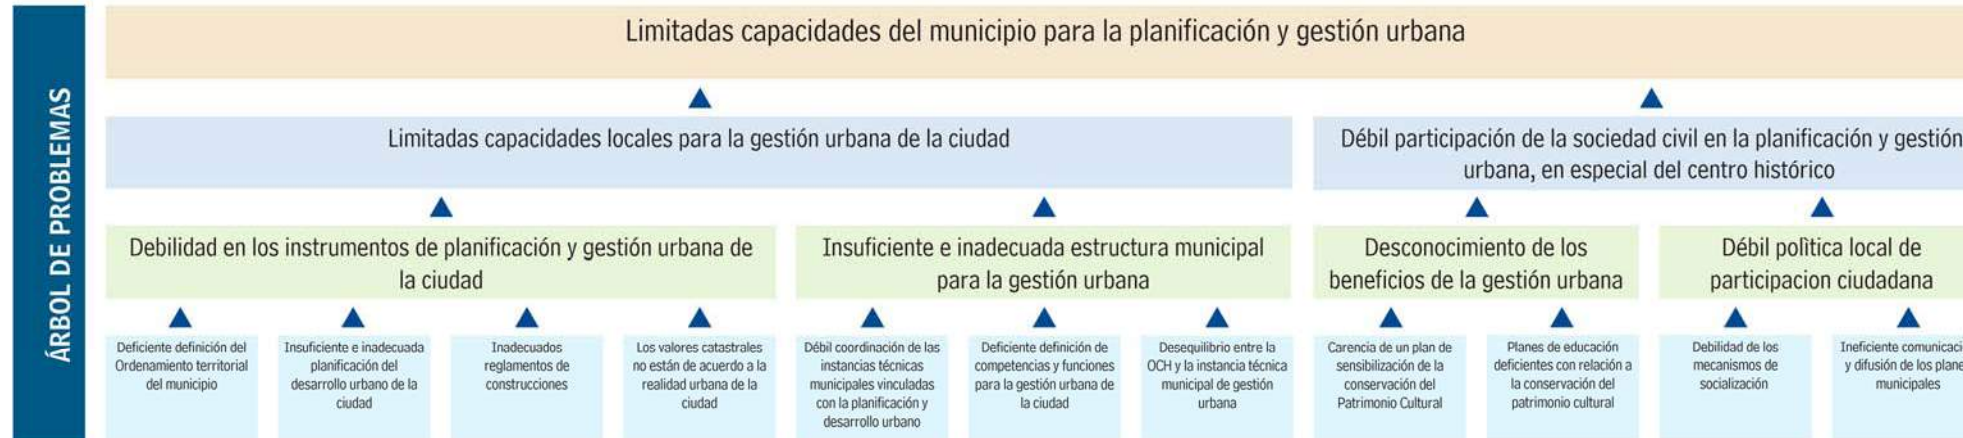 ÁRBOL DE PROBLEMAS
Limitadas capacidades del municipio para la planificación y gestión urbana
Limitadas capacidades locales para la gestión urbana de la ciudad
Débil participación de la sociedad civil en la planificación y gestión
urbana, en especial del centro histórico
Debilidad en los instrumentos de planificación y gestión urbana de
la ciudad
Insuficiente e inadecuada estructura municipal
para la gestión urbana
Desconocimiento de los
beneficios de la gestión urbana
Débil polìtica local de
participacion ciudadana
Deficiente definición del
Ordenamiento territorial
del municipio
Insuficiente e inadecuada
planificación del
desarrollo urbano de la
ciudad
Inadecuados
reglamentos de
construcciones
Los valores catastrales
no están de acuerdo a la
realidad urbana de la
ciudad
Débil coordinación de las
instancias técnicas
municipales vinculadas
con la planificación y
desarrollo urbano
Deficiente definición de
competencias y funciones
para la gestión urbana de
la ciudad
Desequilibrio entre la
OCH y la instancia técnica
municipal de gestión
urbana
Carencia de un plan de
sensibilización de la
conservación del
Patrimonio Cultural
Planes de educación
deficientes con relación a
la conservación del
patrimonio cultural
Debilidad de los
mecanismos de
socialización
Ineficiente
y difusión de los
municipales